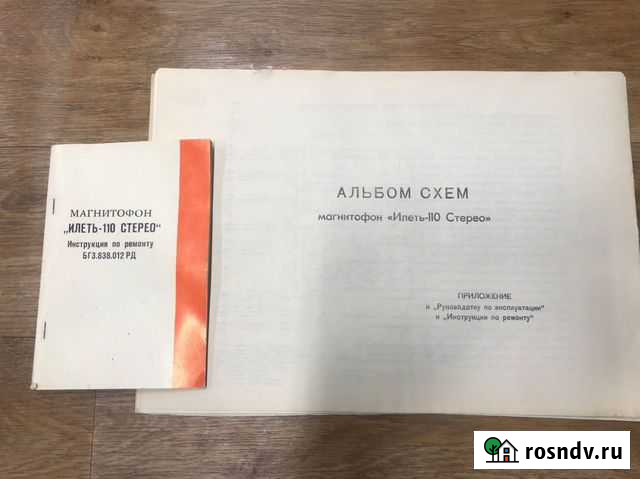 МАГНИТОФОН
„ИЛЕТЬ-110 СТЕРЕО"
Инструкция по ремонту
БГ3.838.012 РД
АЛЬБОМ СХЕМ
магнитофон «Илеть-110 Стерео»
ПРИЛОЖЕНИЕ
к „Руководству по эксплуатации"
и „Инструкции по ремонту"
rosndv.ru